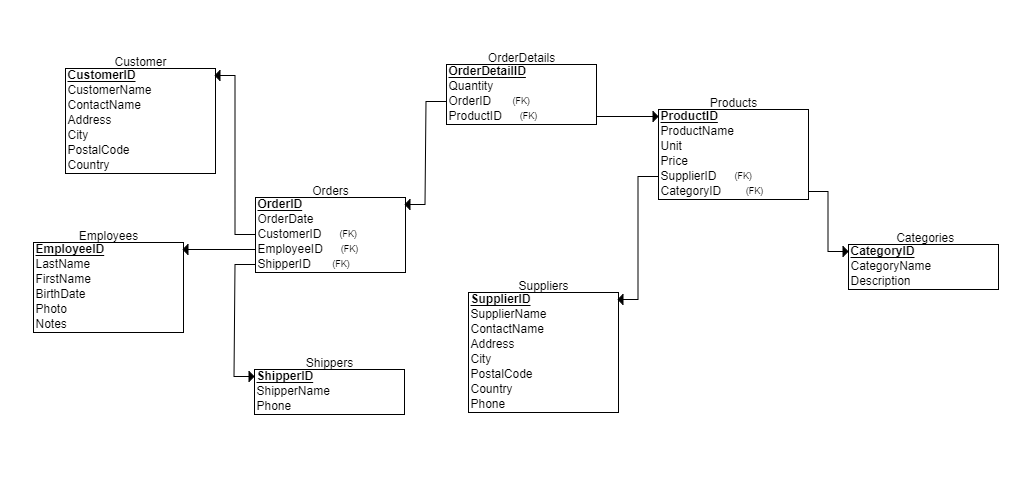 Customer
CustomerID
CustomerName
ContactName
Address
City
PostalCode
Country
OrderDetails
OrderDetailID
Quantity
OrderID (FK)
ProductID (FK)
Products
ProductID
ProductName
Unit
Price
SupplierID (FK)
CategoryID (FK)
Orders
OrderID
OrderDate
CustomerID (FK)
EmployeeID (FK)
ShipperID (FK)
Employees
EmployeeID
LastName
FirstName
BirthDate
Photo
Notes
Categories
CategoryID
CategoryName
Description
Suppliers
SupplierID
SupplierName
ContactName
Address
City
PostalCode
Country
Phone
Shippers
ShipperID
ShipperName
Phone